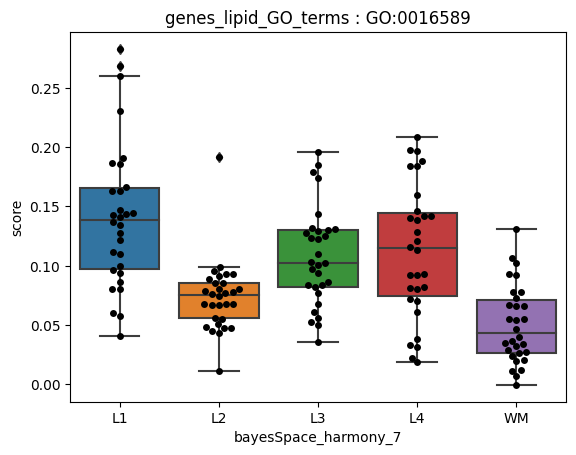 genes_lipid_GO_terms : GO:0016589
0.25
0.20
0.15
0.10
0.05
0.00
score
L1 L2 L3 L4 WM
bayesSpace_harmony_7